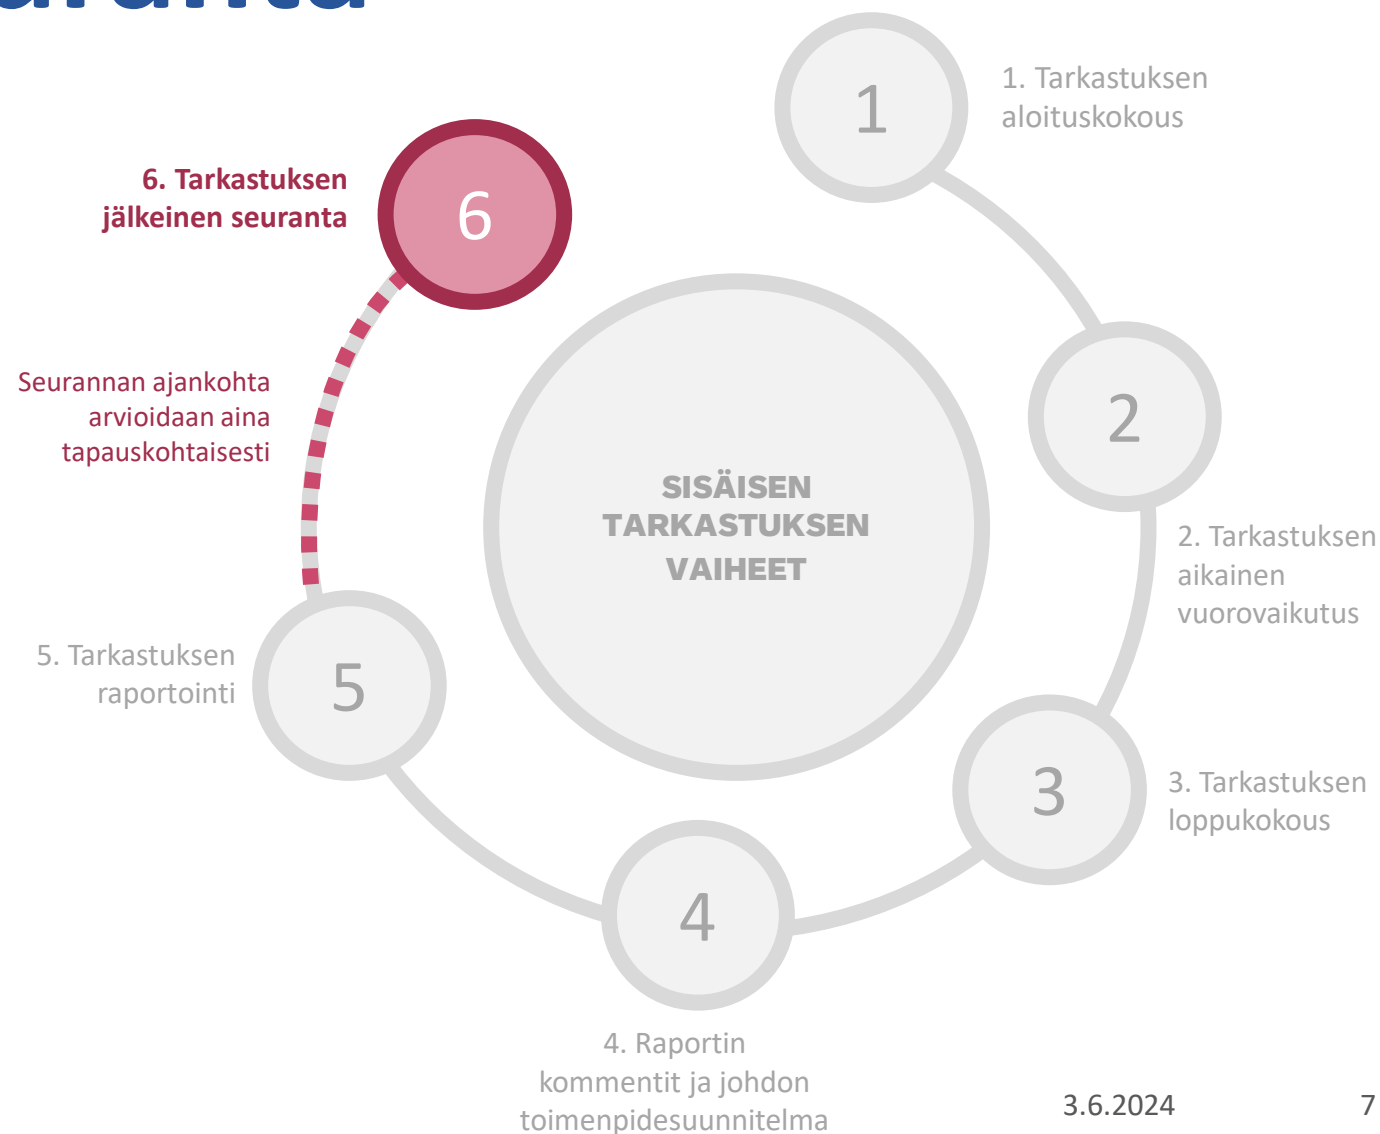 1
1. Tarkastuksen
aloituskokous
6. Tarkastuksen
jälkeinen seuranta
6
Seurannan ajankohta
arvioidaan aina
tapauskohtaisesti
2
SISÄISEN
TARKASTUKSEN
VAIHEET
2. Tarkastuksen
aikainen
vuorovaikutus
5. Tarkastuksen
raportointi
5
3
3. Tarkastuksen
loppukokous
4
4. Raportin
kommentit ja johdon
toimenpidesuunnitelma
3.6.2024
7